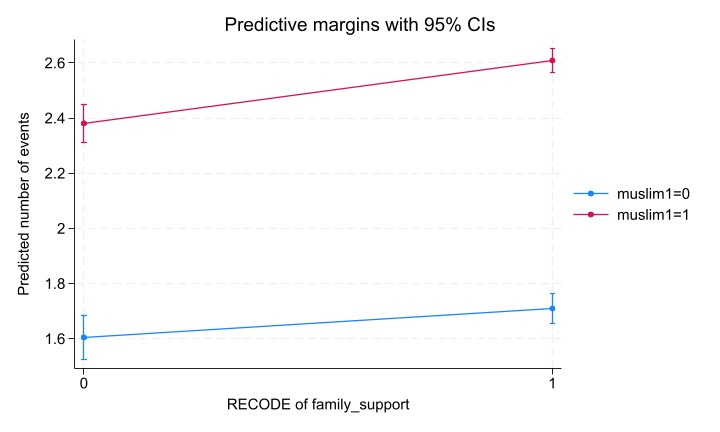 Predictive margins with 95% CIs
Predicted number of events
2.6
2.4
2.2
2
1.8
1.6
0
1
RECODE of family_support
muslim1=0
muslim1=1